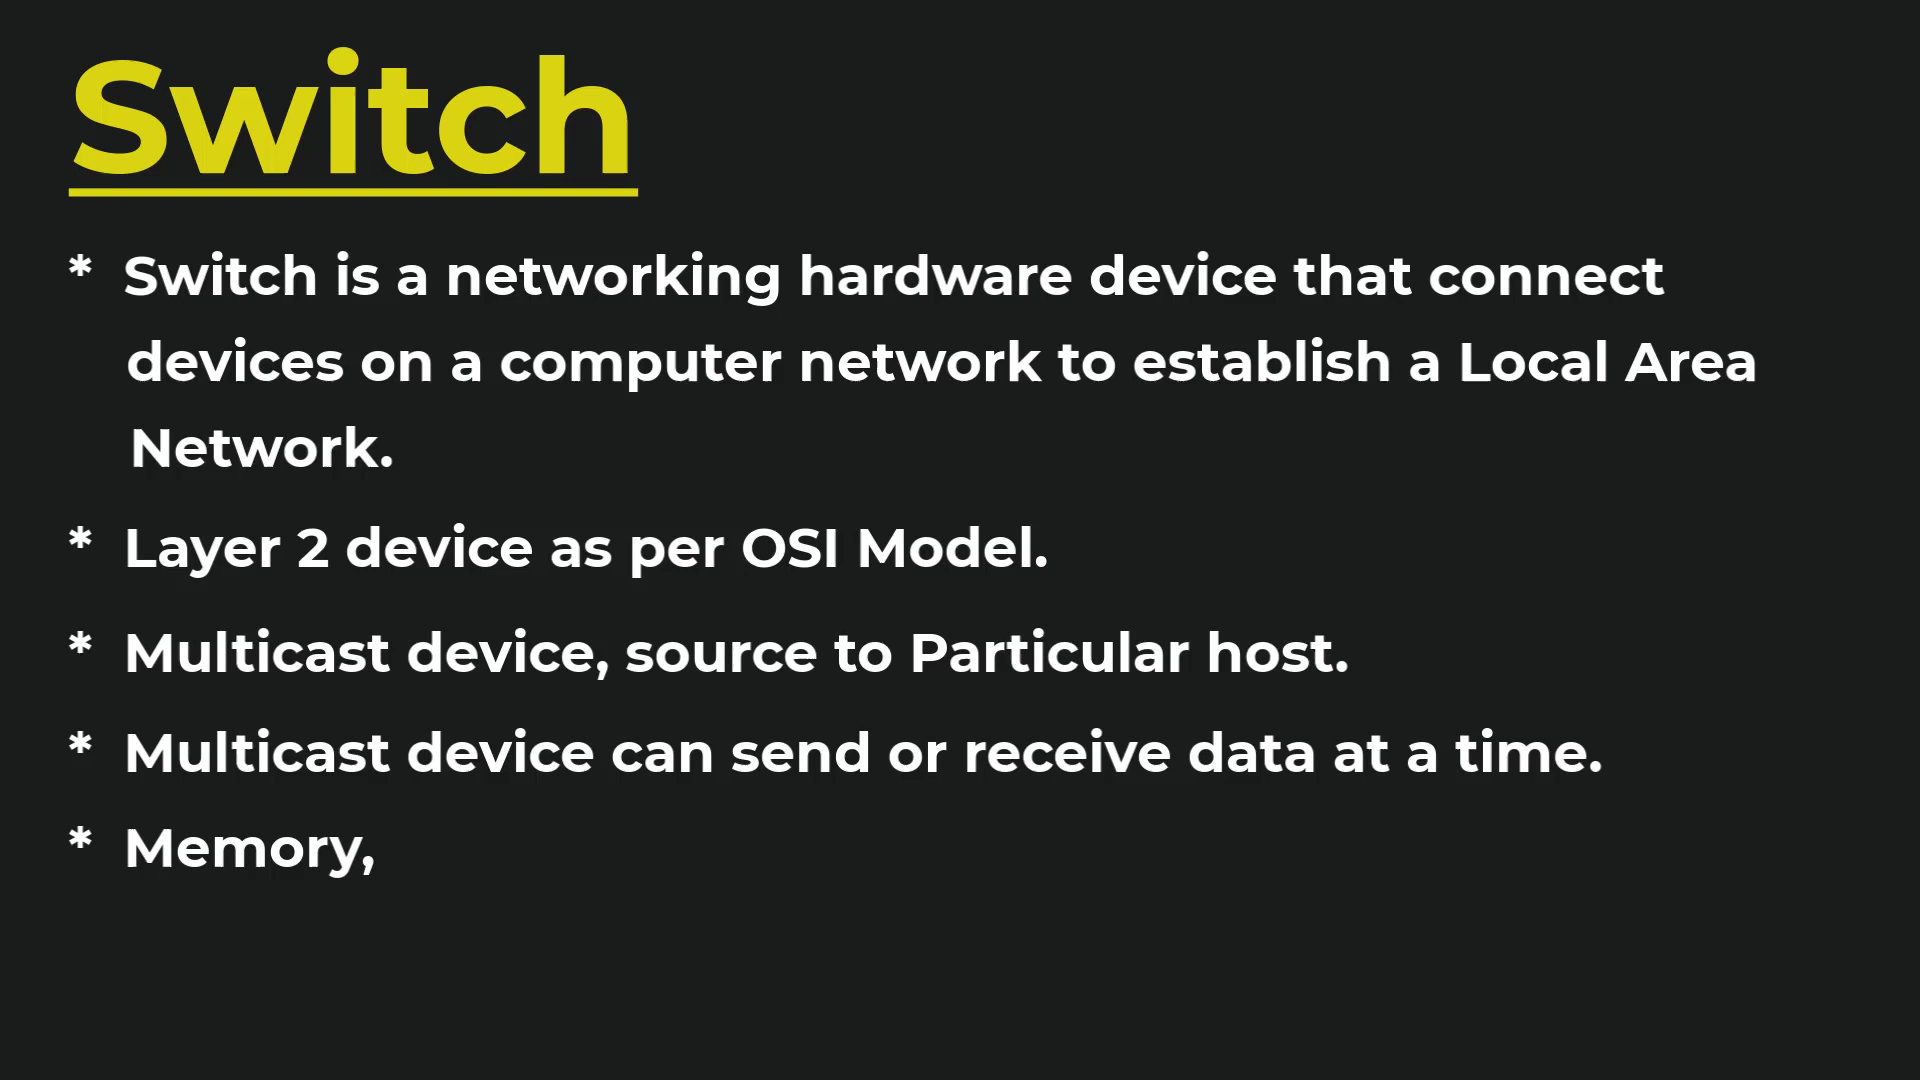 Switch
* Switch is a networking hardware device that connect
devices on a computer network to establish a Local Area
Network.
* Layer 2 device as per OSI Model.
* Multicast device, source to Particular host.
* Multicast device can send or receive data at a time.
* Memory,